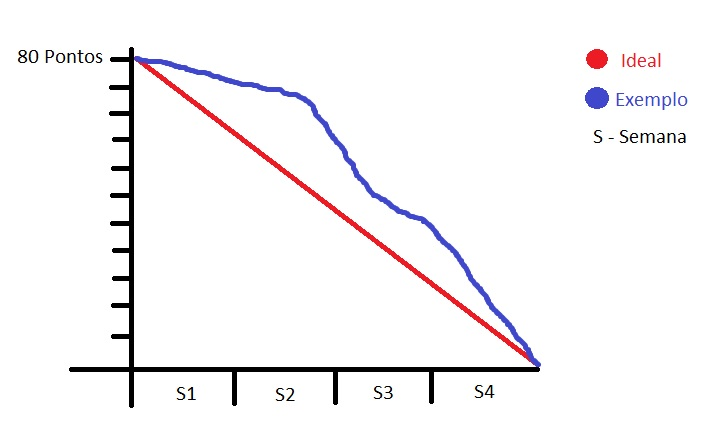 80 Pontos
Ideal
Exemplo
S - Semana
S1
S2
S3
S4